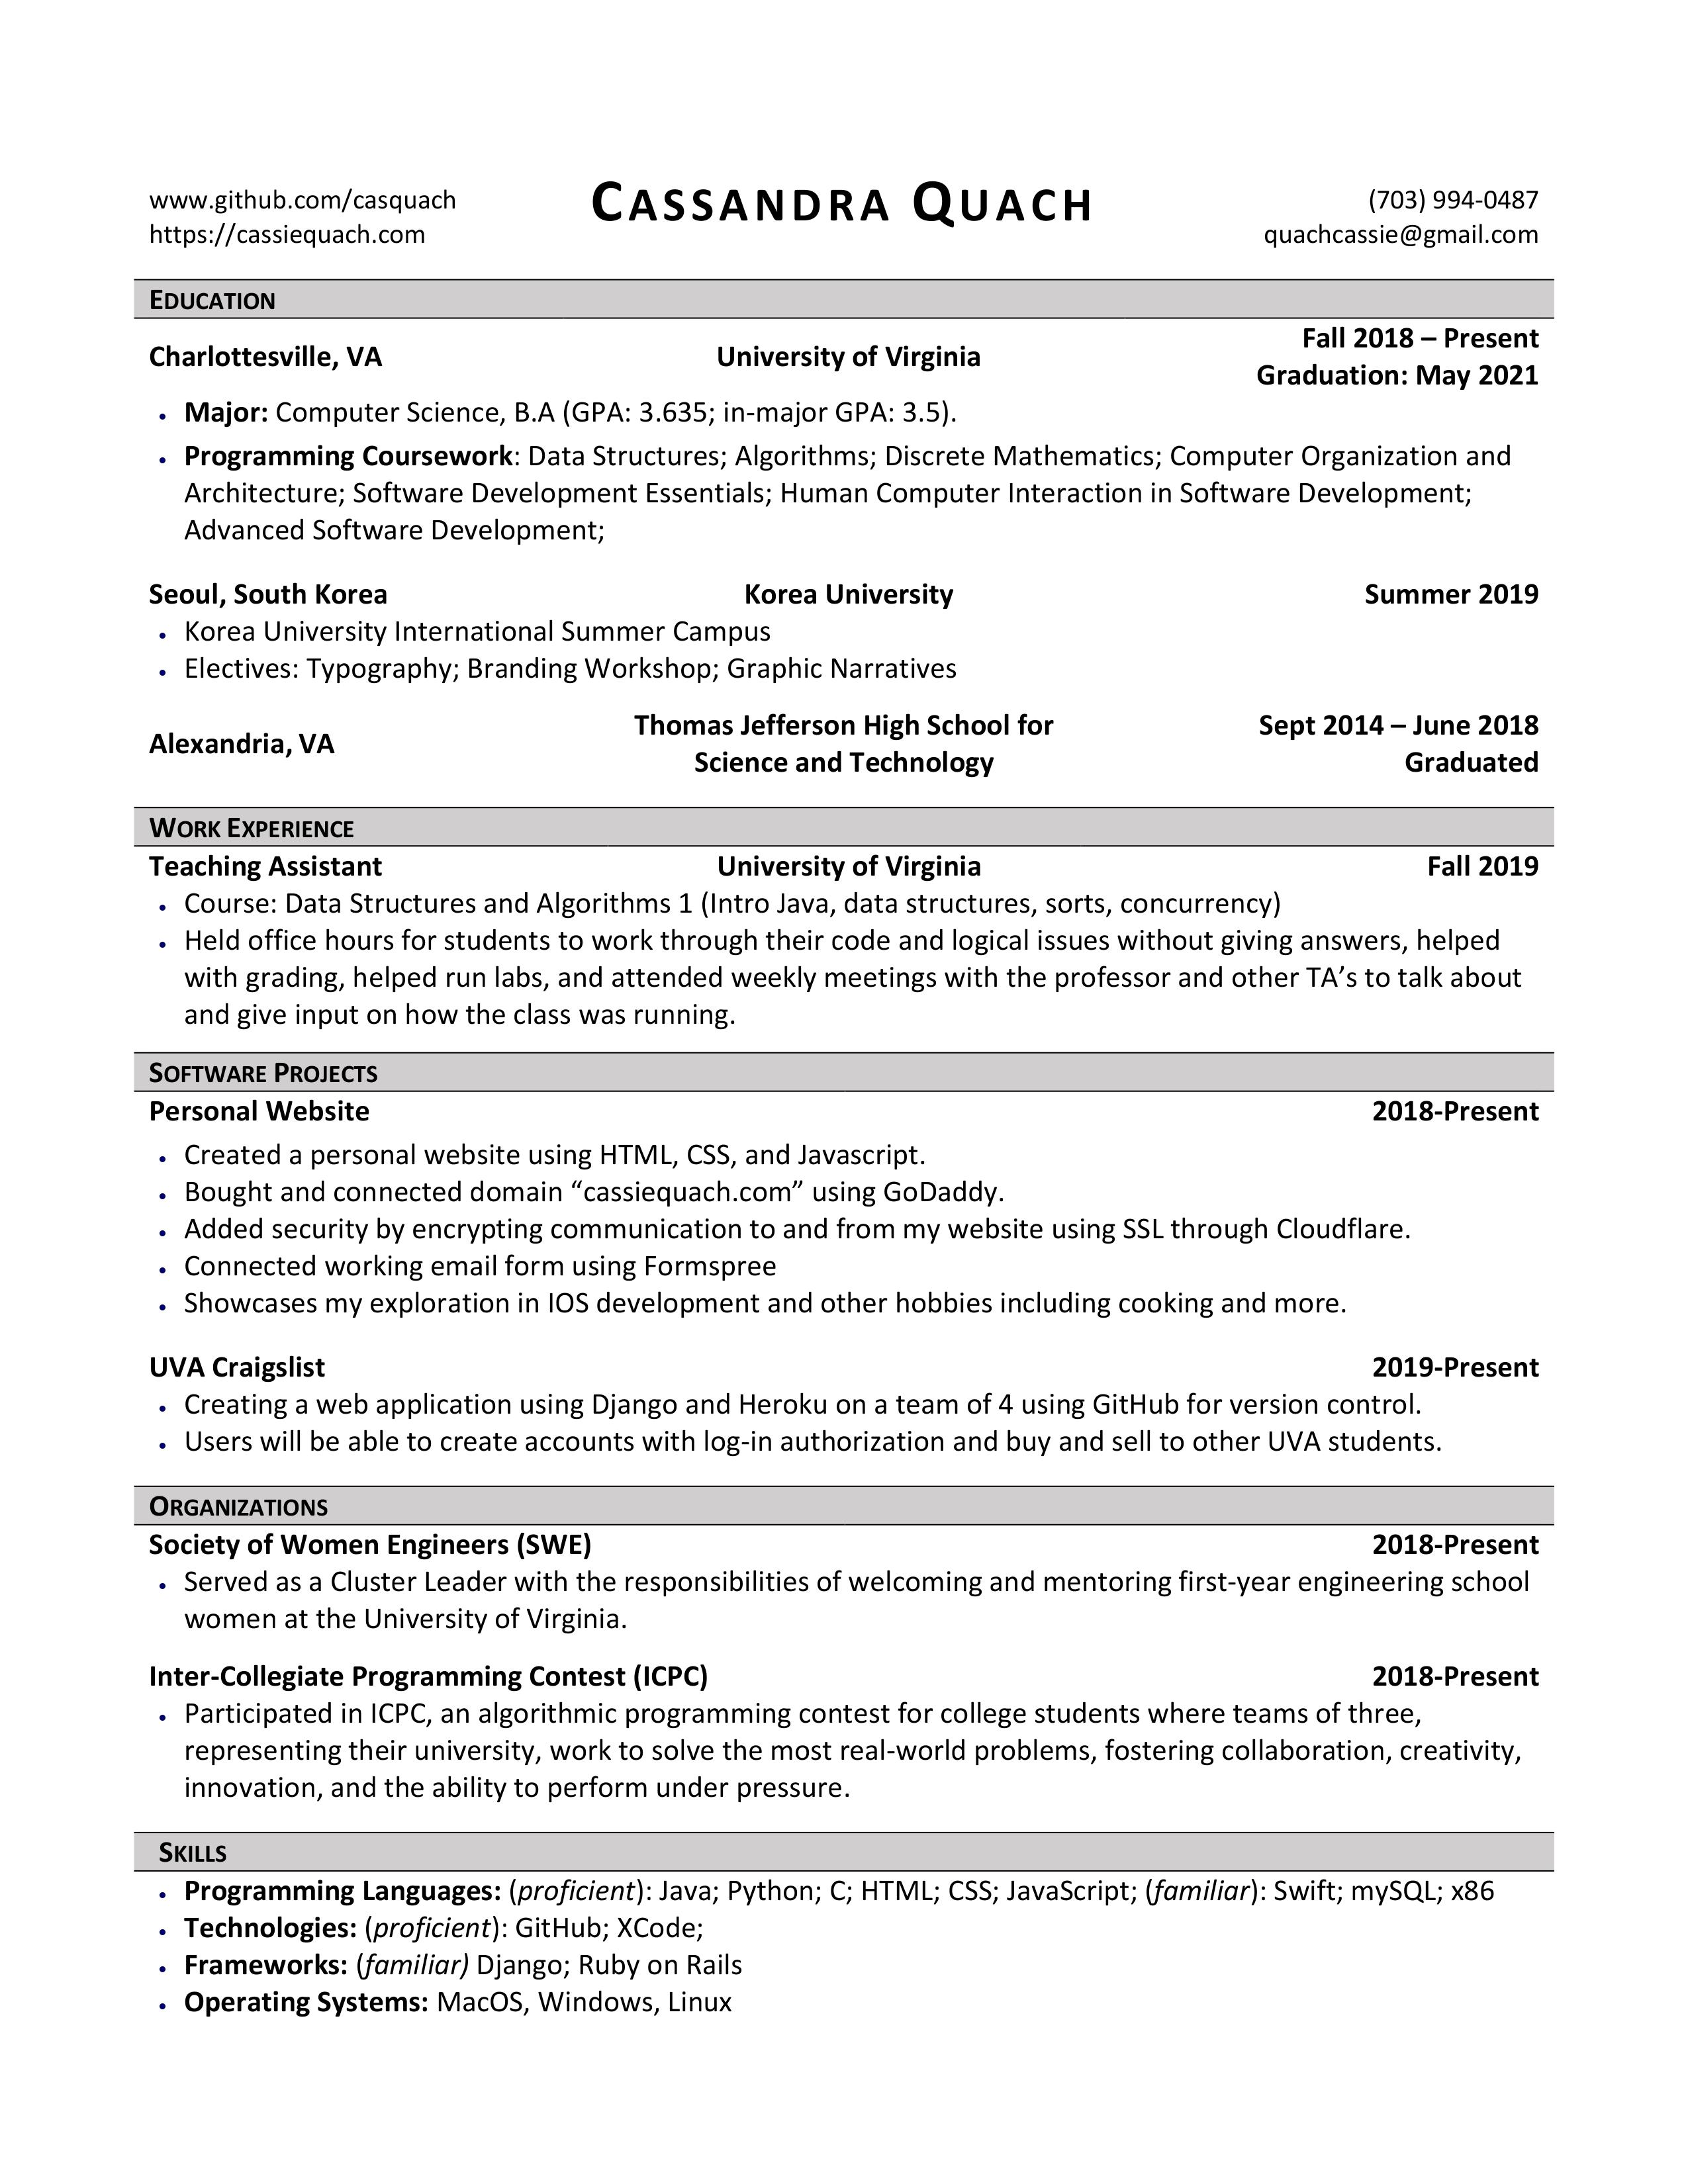 www.github.com/casquach
https://cassiequach.com
CASSANDRA QUACH
(703) 994-0487
quachcassie@gmail.com
EDUCATION
Charlottesville, VA University of Virginia Fall 2018 – Present
Graduation: May 2021
• Major: Computer Science, B.A (GPA: 3.635; in-major GPA: 3.5).
• Programming Coursework: Data Structures; Algorithms; Discrete Mathematics; Computer Organization and
Architecture; Software Development Essentials; Human Computer Interaction in Software Development;
Advanced Software Development;
Seoul, South Korea Korea University Summer 2019
• Korea University International Summer Campus
• Electives: Typography; Branding Workshop; Graphic Narratives
Alexandria, VA
Thomas Jefferson High School for
Science and Technology
Sept 2014 – June 2018
Graduated
WORK EXPERIENCE
Teaching Assistant University of Virginia Fall 2019
• Course: Data Structures and Algorithms 1 (Intro Java, data structures, sorts, concurrency)
• Held office hours for students to work through their code and logical issues without giving answers, helped
with grading, helped run labs, and attended weekly meetings with the professor and other TA’s to talk about
and give input on how the class was running.
SOFTWARE PROJECTS
Personal Website 2018-Present
• Created a personal website using HTML, CSS, and Javascript.
• Bought and connected domain “cassiequach.com” using GoDaddy.
• Added security by encrypting communication to and from my website using SSL through Cloudflare.
• Connected working email form using Formspree
• Showcases my exploration in IOS development and other hobbies including cooking and more.
UVA Craigslist 2019-Present
• Creating a web application using Django and Heroku on a team of 4 using GitHub for version control.
• Users will be able to create accounts with log-in authorization and buy and sell to other UVA students.
ORGANIZATIONS
Society of Women Engineers (SWE) 2018-Present
• Served as a Cluster Leader with the responsibilities of welcoming and mentoring first-year engineering school
women at the University of Virginia.
Inter-Collegiate Programming Contest (ICPC) 2018-Present
• Participated in ICPC, an algorithmic programming contest for college students where teams of three,
representing their university, work to solve the most real-world problems, fostering collaboration, creativity,
innovation, and the ability to perform under pressure.
SKILLS
• Programming Languages: (proficient): Java; Python; C; HTML; CSS; JavaScript; (familiar): Swift; mySQL; x86
• Technologies: (proficient): GitHub; XCode;
• Frameworks: (familiar) Django; Ruby on Rails
• Operating Systems: MacOS, Windows, Linux